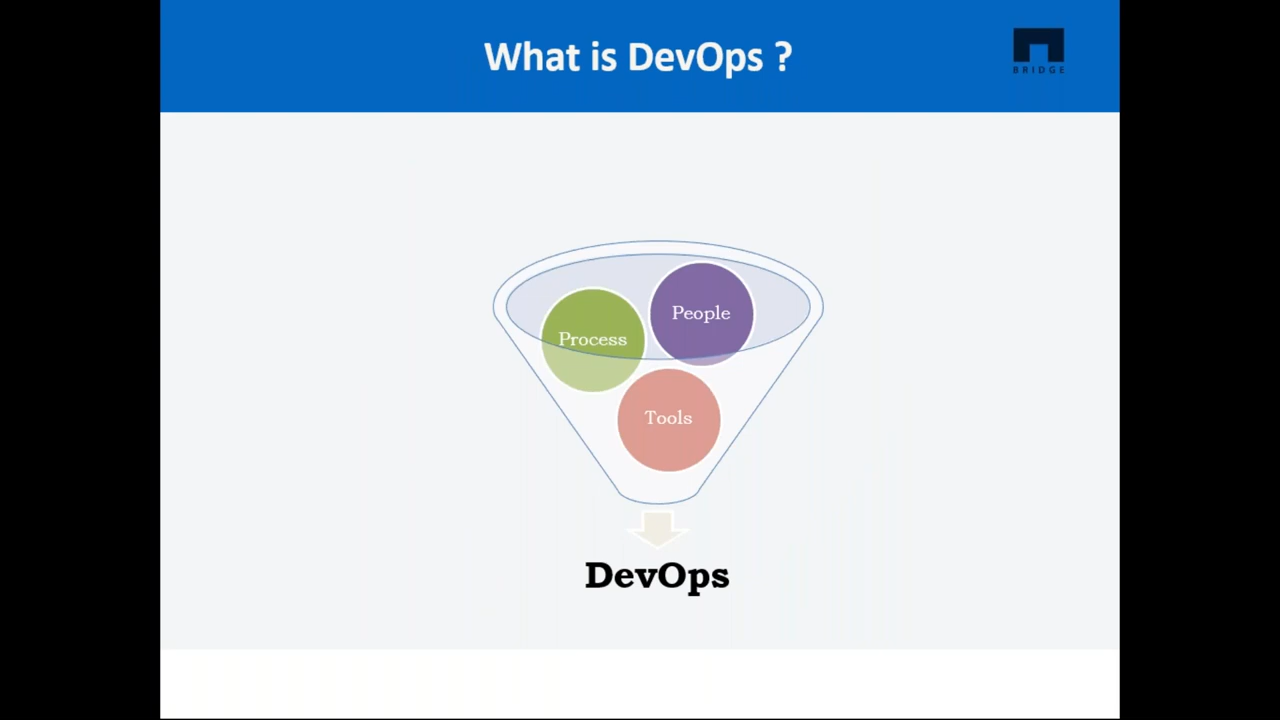 What is DevOps ?
BRIDGE
People
Process
Tools
DevOps